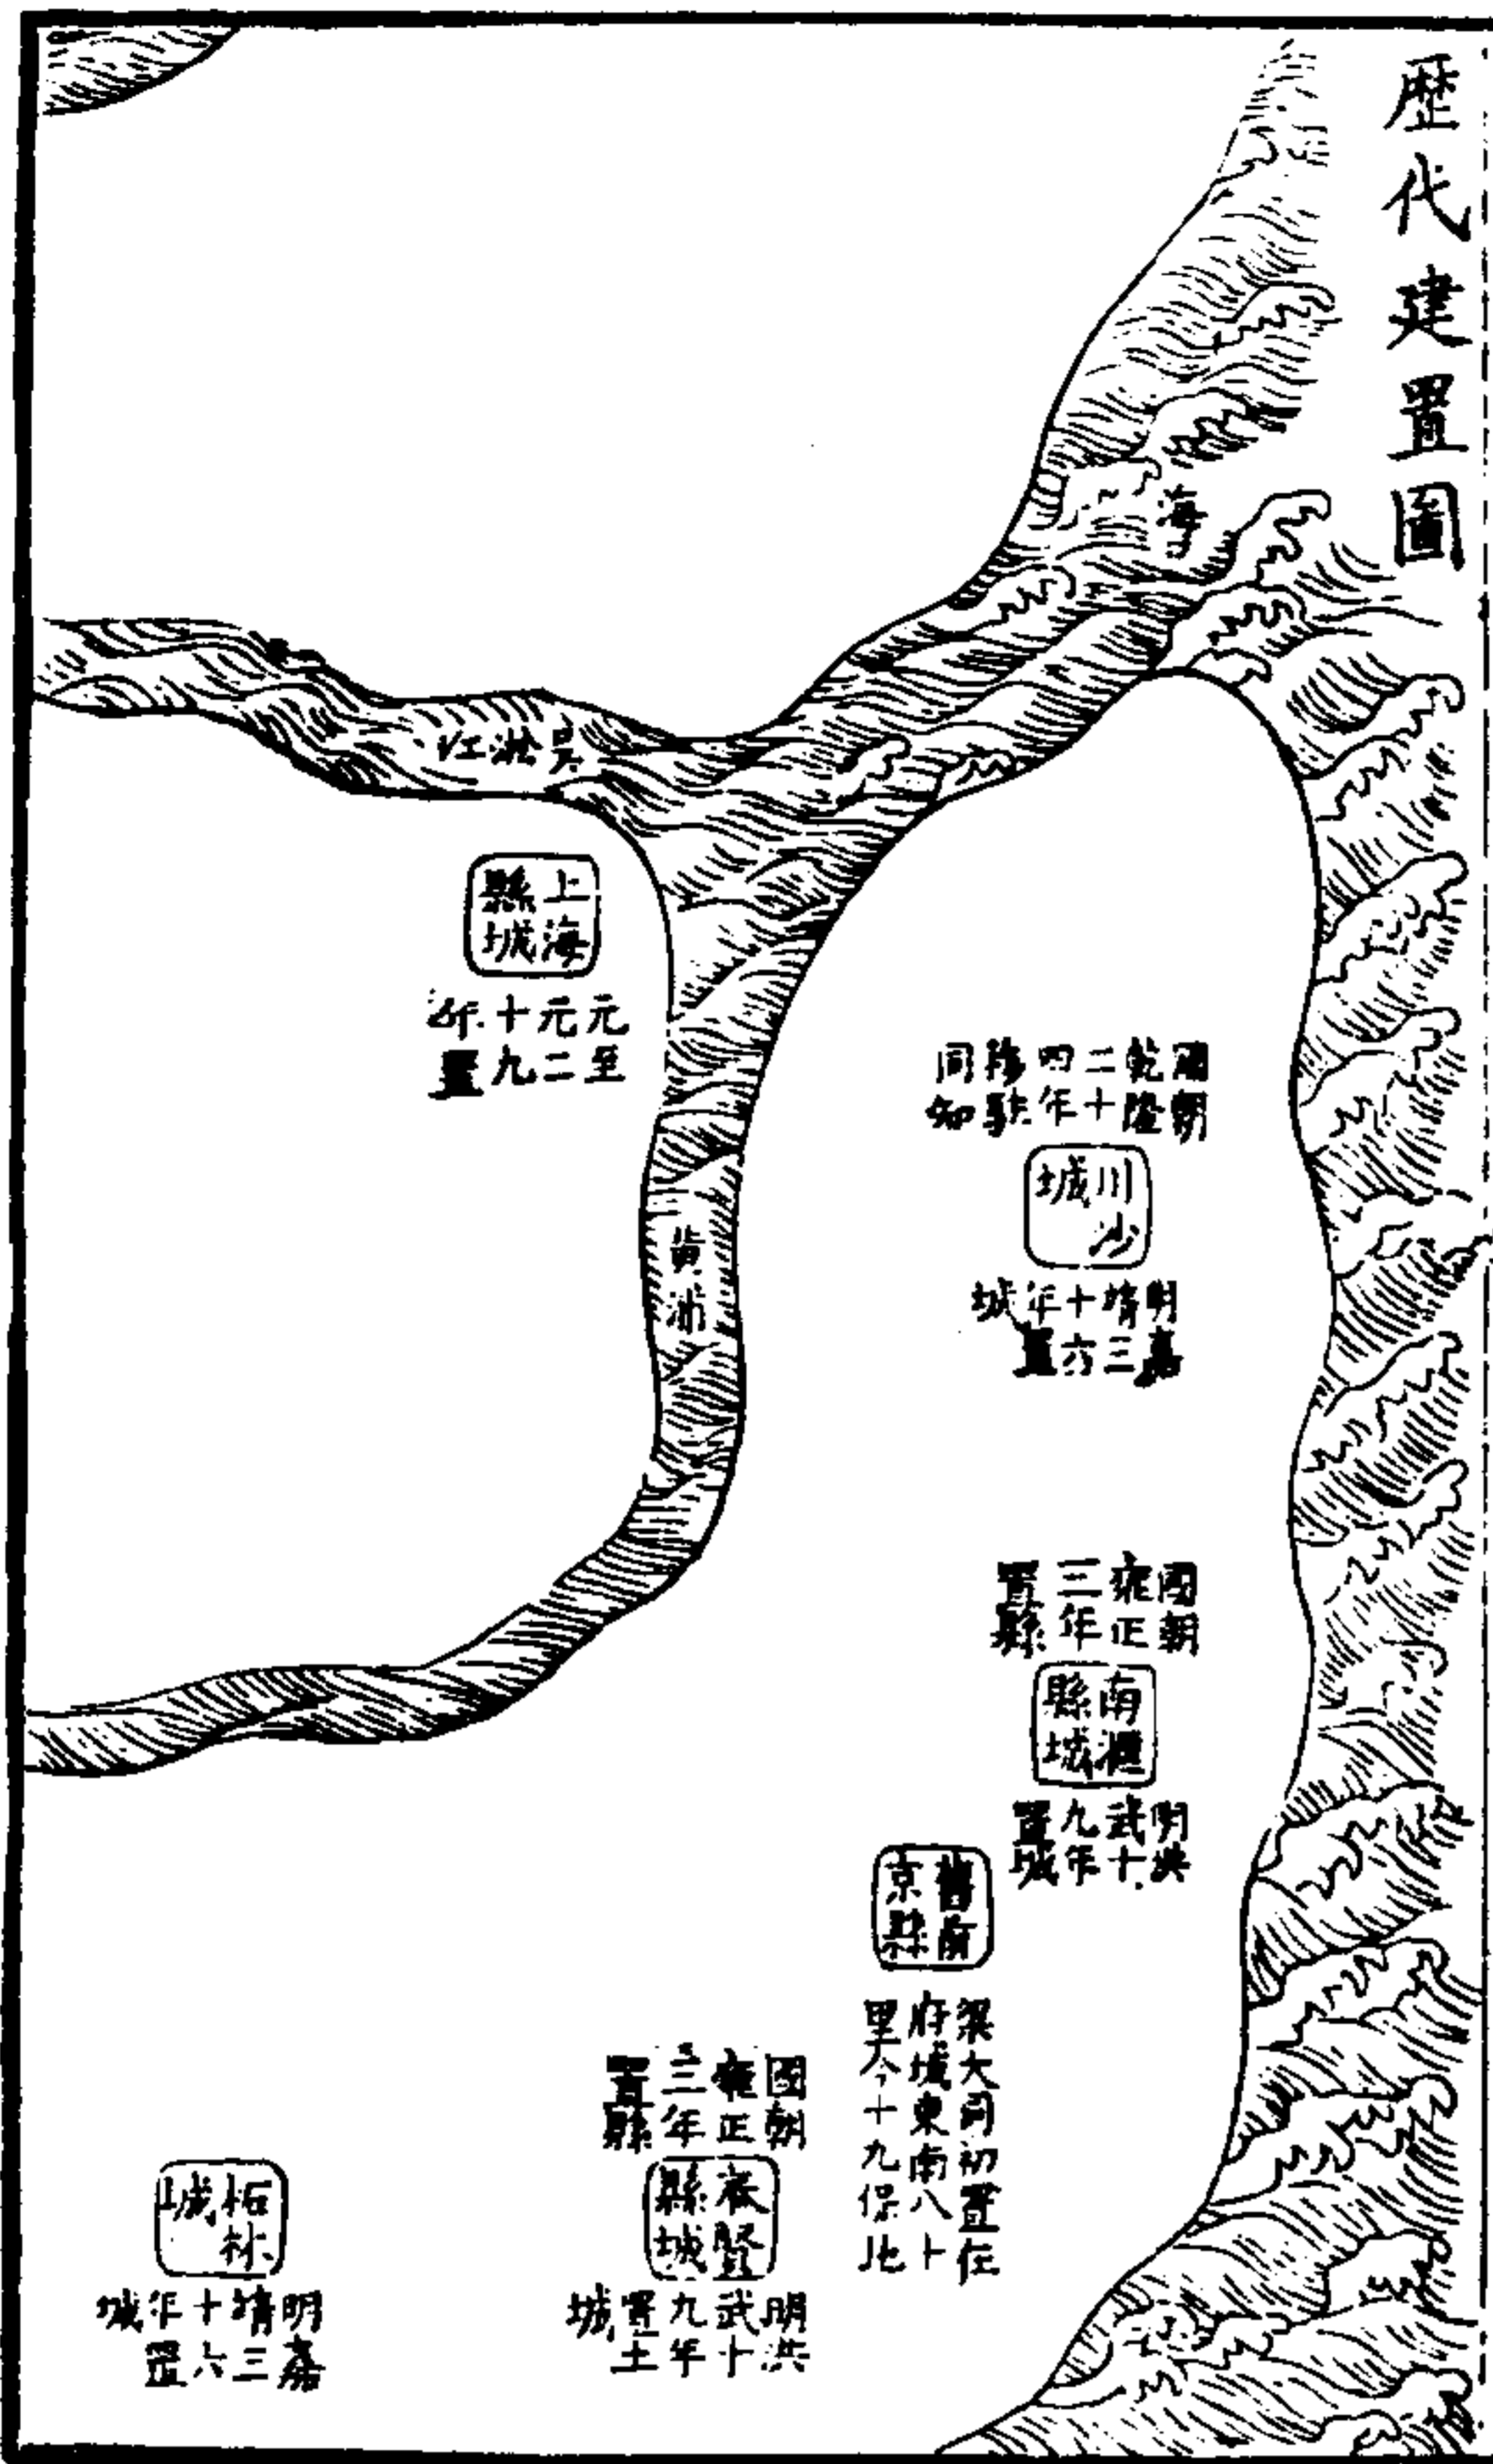 歷代建置圖
海
吳淞江
上海縣城
元至元二十九年置
黃浦
國朝乾隆二十四年移駐同知
川沙城
明嘉靖三十六年置城
國朝雍正三年置縣
南滙縣城
明洪武十九年置城
舊前京縣
梁大同初置在
府城東南八十
里今十九保地
國朝雍正三年置縣
奉賢縣城
明洪武十九年置土城
柘林城
明嘉靖三十六年置城